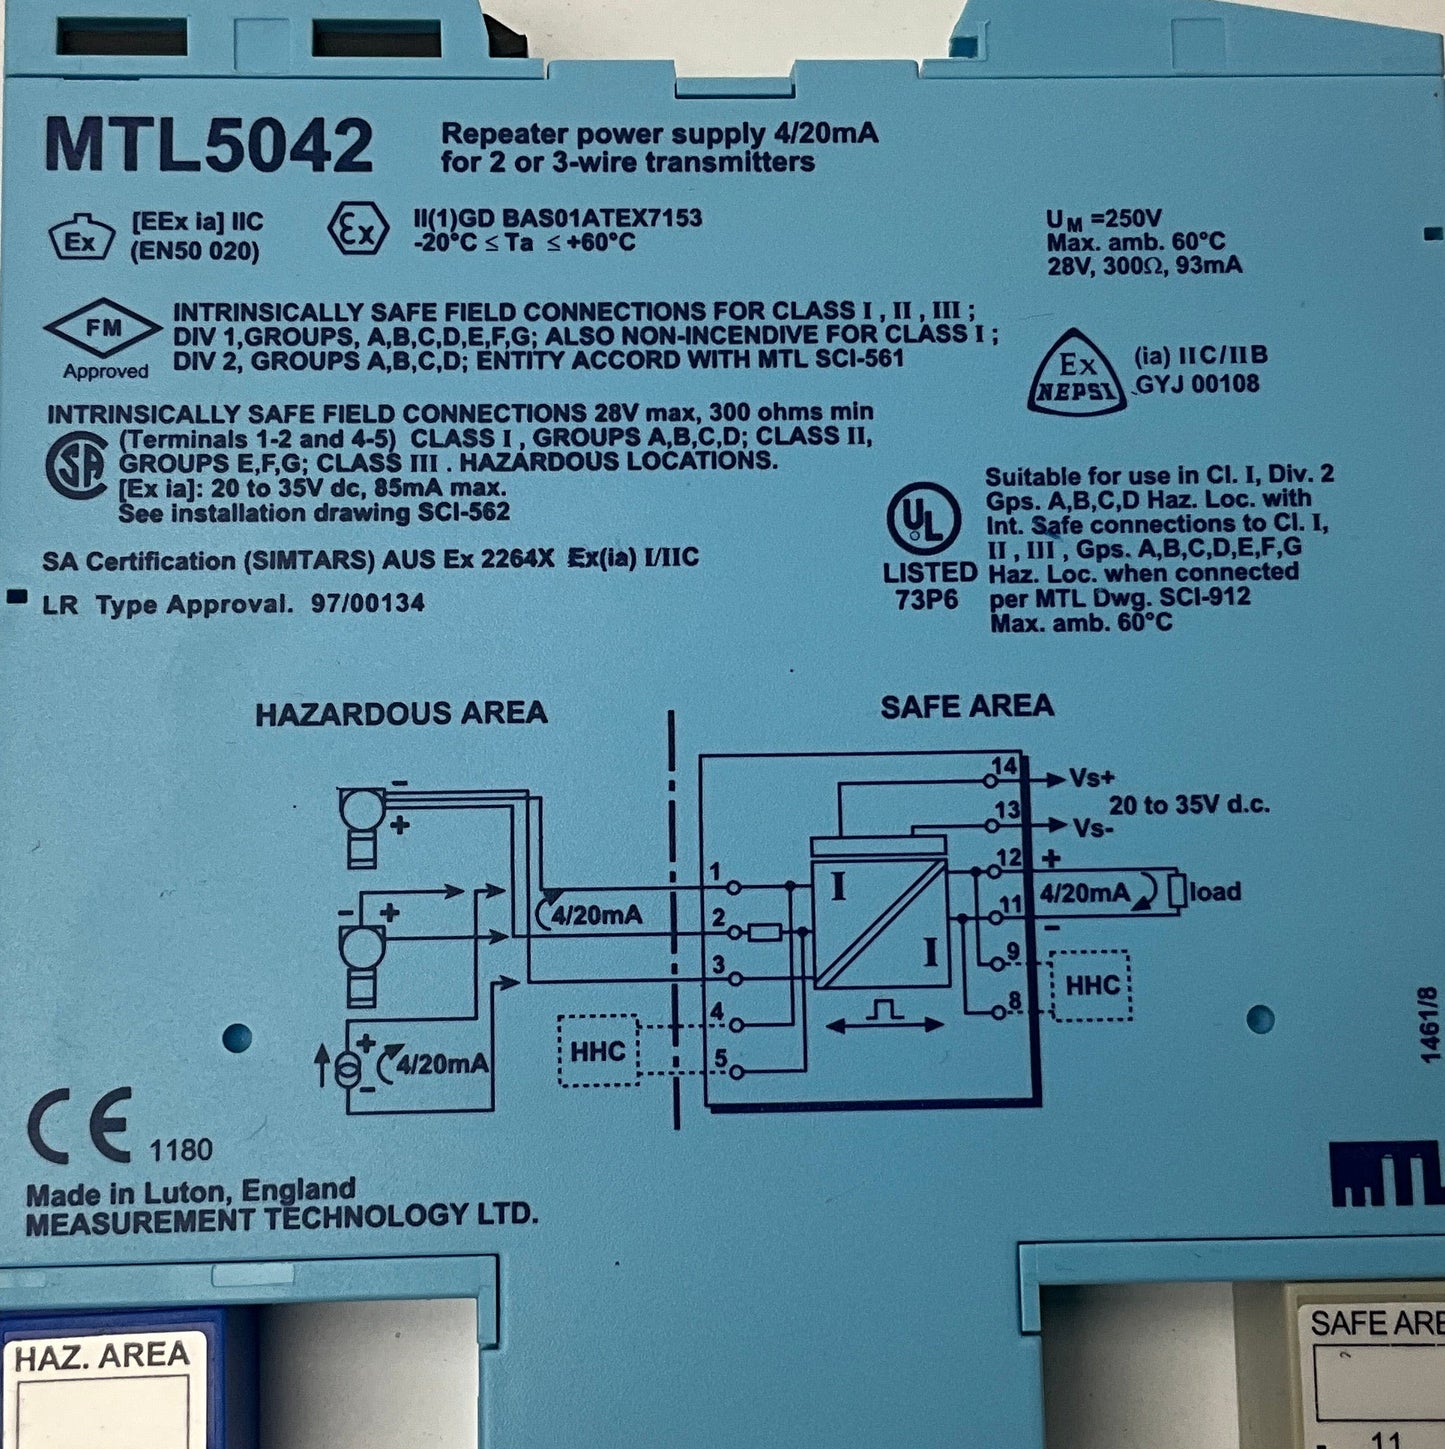 MTL5042
Repeater power supply 4/20mA
for 2 or 3-wire transmitters
Ex
[EEx ia] IIC
(EN50 020)
Ex
II(1)GD BAS01ATEX7153
-20°C ≤ Ta ≤ +60°C
UM =250V
Max. amb. 60°C
28V, 300Ω, 93mA
FM
Approved
INTRINSICALLY SAFE FIELD CONNECTIONS FOR CLASS I , II , III ;
DIV 1,GROUPS, A,B,C,D,E,F,G; ALSO NON-INCENDIVE FOR CLASS I ;
DIV 2, GROUPS A,B,C,D; ENTITY ACCORD WITH MTL SCI-561
Ex
NEPSI
(ia) IIC/IIB
GYJ 00108
INTRINSICALLY SAFE FIELD CONNECTIONS 28V max, 300 ohms min
(Terminals 1-2 and 4-5) CLASS I , GROUPS A,B,C,D; CLASS II,
GROUPS E,F,G; CLASS III . HAZARDOUS LOCATIONS.
[Ex ia]: 20 to 35V dc, 85mA max.
See installation drawing SCI-562
SA
UL
LISTED
73P6
Suitable for use in Cl. I, Div. 2
Gps. A,B,C,D Haz. Loc. with
Int. Safe connections to Cl. I,
II , III , Gps. A,B,C,D,E,F,G
Haz. Loc. when connected
per MTL Dwg. SCI-912
Max. amb. 60°C
SA Certification (SIMTARS) AUS Ex 2264X Ex(ia) I/IIC
LR Type Approval. 97/00134
HAZARDOUS AREA
SAFE AREA
14
Vs+
20 to 35V d.c.
13
Vs-
−
+
1
I
12
+
4/20mA
load
− +
4/20mA
2
11
−
3
I
9
HHC
4
8
HHC
5
+
4/20mA
−
1461/8
CE 1180
Made in Luton, England
MEASUREMENT TECHNOLOGY LTD.
MTL
HAZ. AREA
SAFE ARE
11